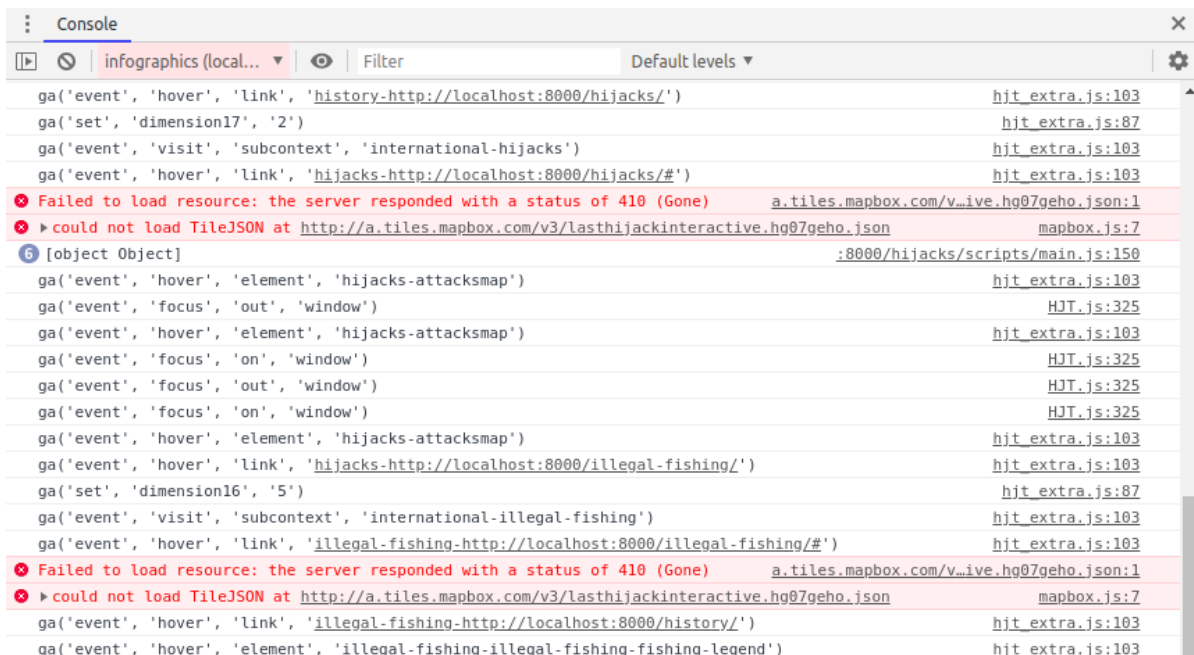 Console
infographics (local... Filter Default levels
ga('event', 'hover', 'link', 'history-http://localhost:8000/hijacks/') hjt_extra.js:103
ga('set', 'dimension17', '2') hjt_extra.js:87
ga('event', 'visit', 'subcontext', 'international-hijacks') hjt_extra.js:103
ga('event', 'hover', 'link', 'hijacks-http://localhost:8000/hijacks/#') hjt_extra.js:103
Failed to load resource: the server responded with a status of 410 (Gone) a.tiles.mapbox.com/v…ive.hg07geho.json:1
could not load TileJSON at http://a.tiles.mapbox.com/v3/lasthijackinteractive.hg07geho.json mapbox.js:7
6 [object Object] :8000/hijacks/scripts/main.js:150
ga('event', 'hover', 'element', 'hijacks-attacksmap') hjt_extra.js:103
ga('event', 'focus', 'out', 'window') HJT.js:325
ga('event', 'hover', 'element', 'hijacks-attacksmap') hjt_extra.js:103
ga('event', 'focus', 'on', 'window') HJT.js:325
ga('event', 'focus', 'out', 'window') HJT.js:325
ga('event', 'focus', 'on', 'window') HJT.js:325
ga('event', 'hover', 'element', 'hijacks-attacksmap') hjt_extra.js:103
ga('event', 'hover', 'link', 'hijacks-http://localhost:8000/illegal-fishing/') hjt_extra.js:103
ga('set', 'dimension16', '5') hjt_extra.js:87
ga('event', 'visit', 'subcontext', 'international-illegal-fishing') hjt_extra.js:103
ga('event', 'hover', 'link', 'illegal-fishing-http://localhost:8000/illegal-fishing/#') hjt_extra.js:103
Failed to load resource: the server responded with a status of 410 (Gone) a.tiles.mapbox.com/v…ive.hg07geho.json:1
could not load TileJSON at http://a.tiles.mapbox.com/v3/lasthijackinteractive.hg07geho.json mapbox.js:7
ga('event', 'hover', 'link', 'illegal-fishing-http://localhost:8000/history/') hjt_extra.js:103
ga('event', 'hover', 'element', 'illegal-fishing-illegal-fishing-fishing-legend') hjt_extra.js:103